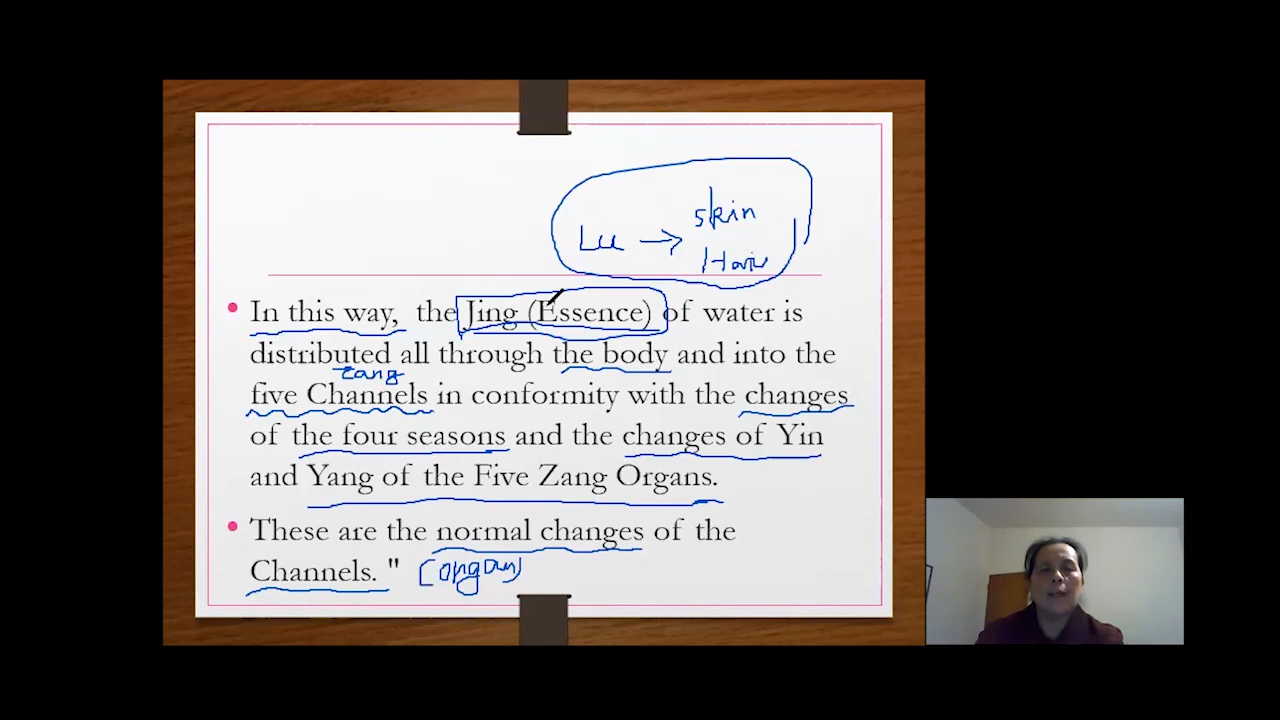 skin
Lu → Hair
• In this way, the Jing (Essence) of water is
distributed all through the body and into the
zang
five Channels in conformity with the changes
of the four seasons and the changes of Yin
and Yang of the Five Zang Organs.
• These are the normal changes of the
Channels. " (organ)